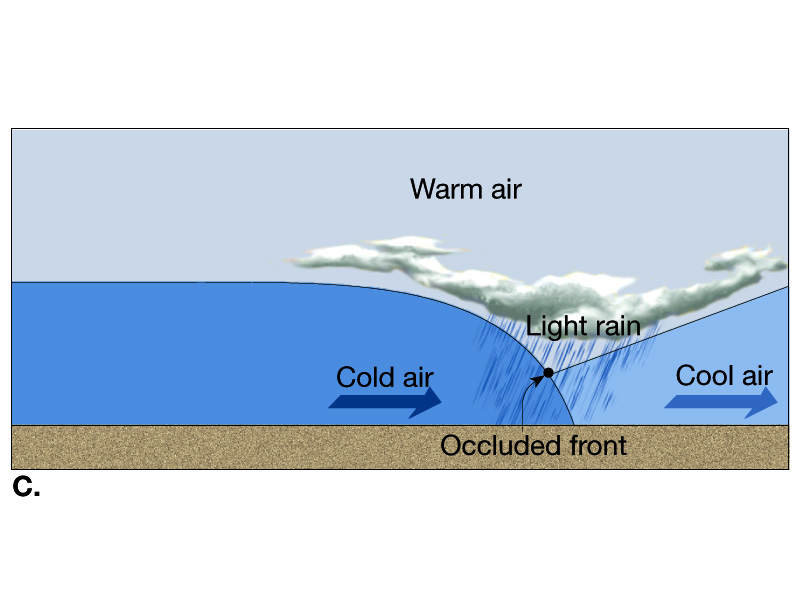 Warm air
Light rain
Cold air
Cool air
Occluded front
C.